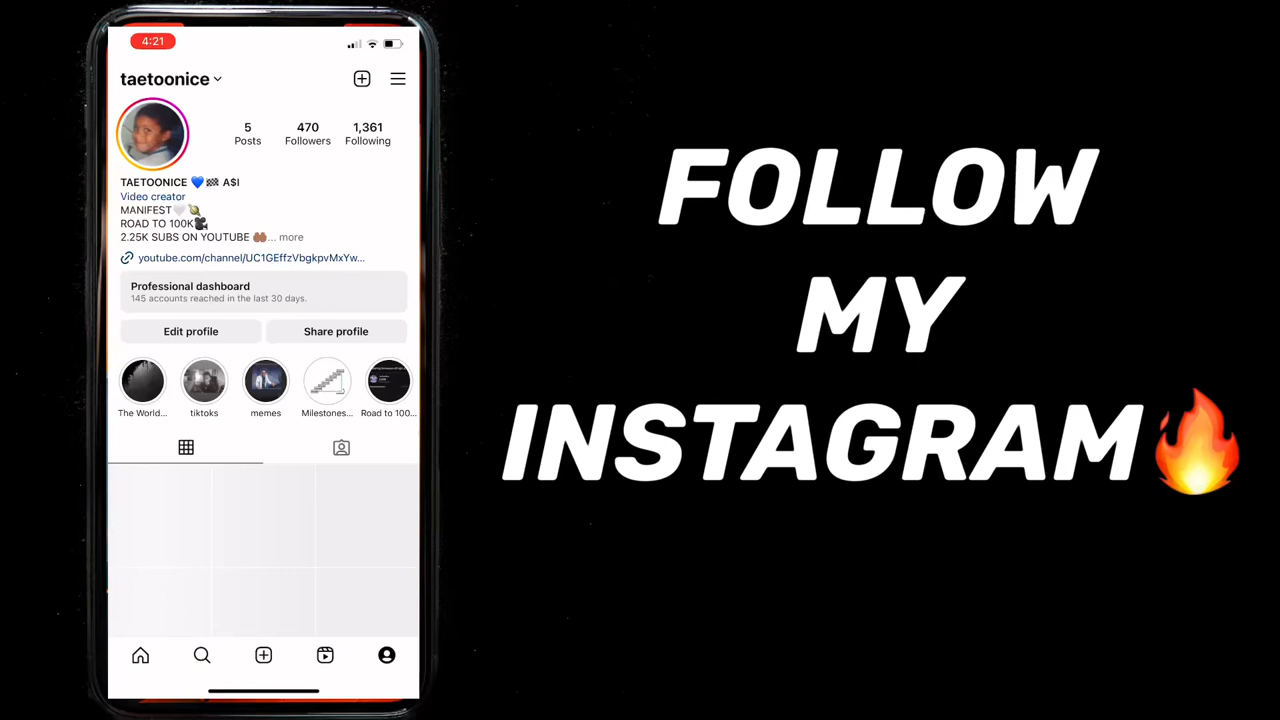 4:21
taetoonice
5 470 1,361
Posts Followers Following
TAETOONICE 💙🏁 A$I
Video creator
MANIFEST🤍🪐
ROAD TO 100K🎥
2.25K SUBS ON YOUTUBE 🤲🏾... more
youtube.com/channel/UC1GEffzVbgkpvMxYw...
Professional dashboard
145 accounts reached in the last 30 days.
Edit profile Share profile
The World... tiktoks memes Milestones... Road to 100...
FOLLOW
MY
INSTAGRAM🔥